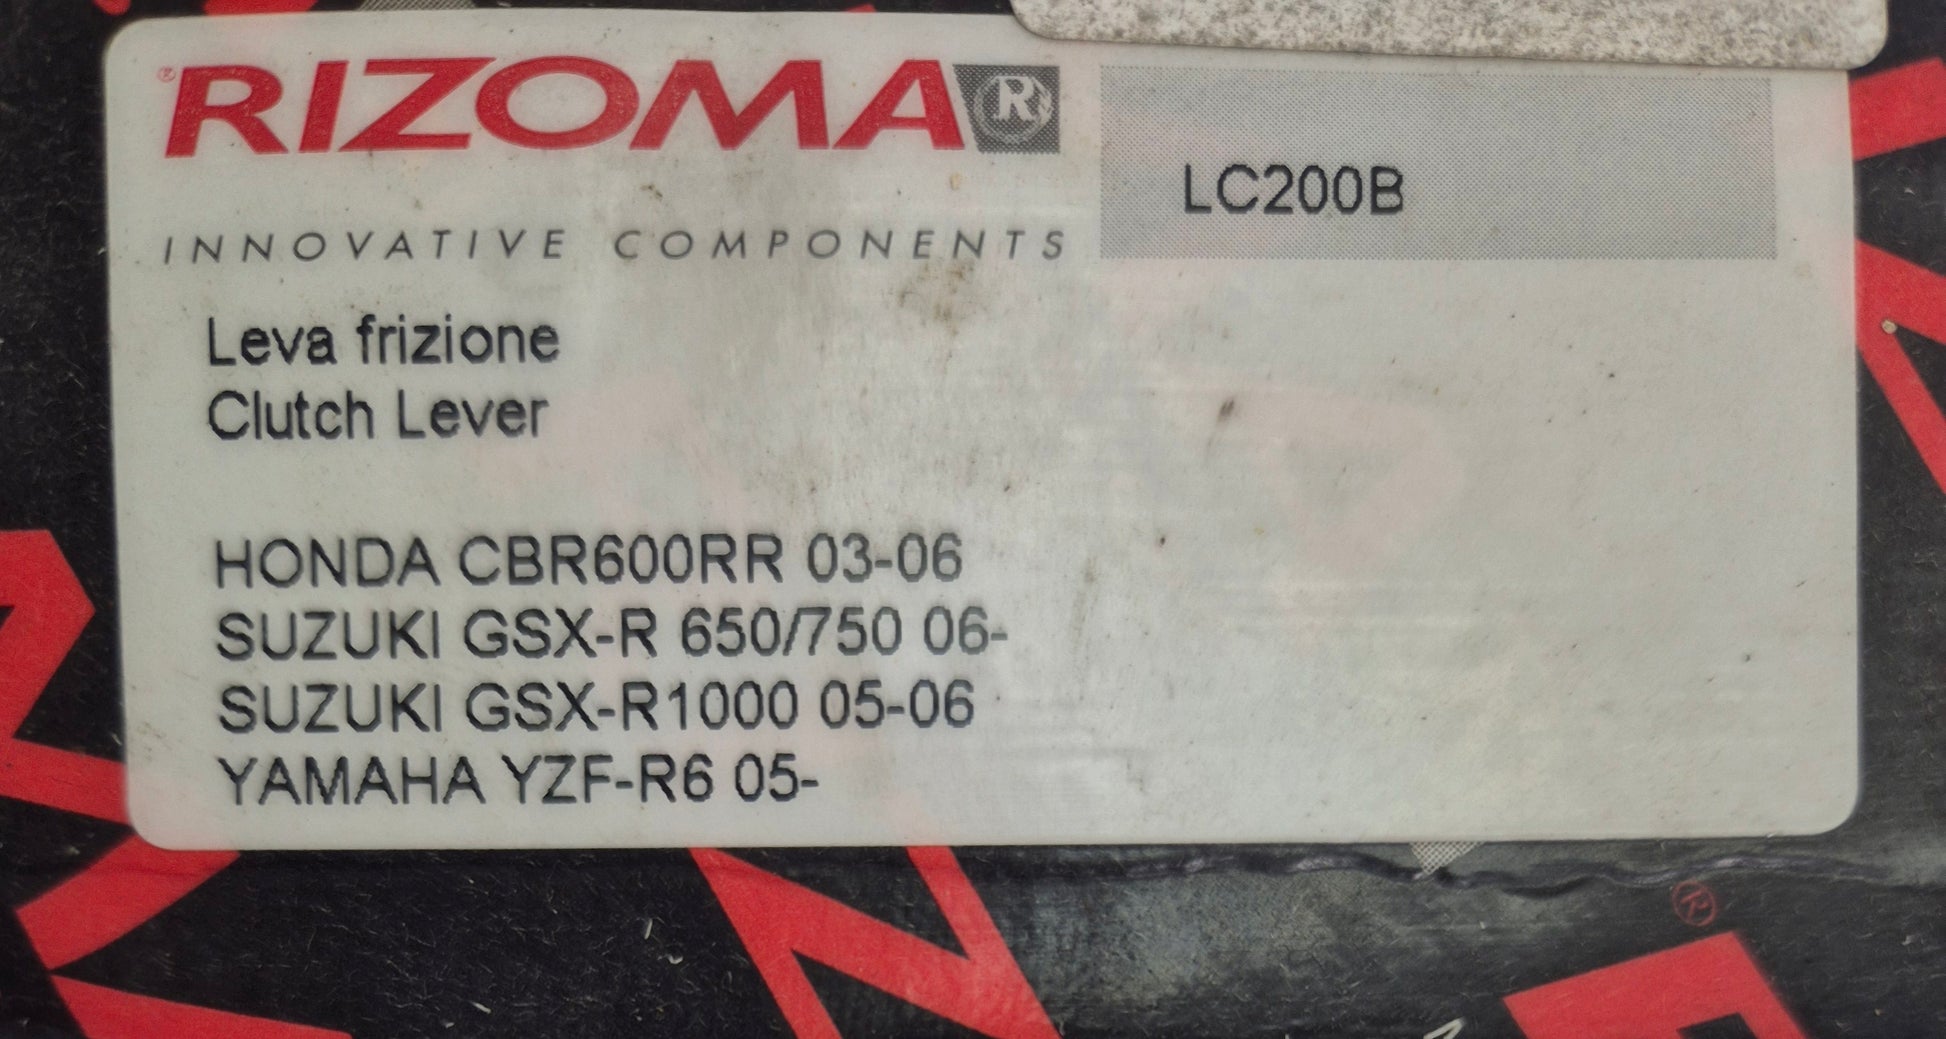 ® RIZOMA R
LC200B
INNOVATIVE COMPONENTS
Leva frizione
Clutch Lever
HONDA CBR600RR 03-06
SUZUKI GSX-R 650/750 06-
SUZUKI GSX-R1000 05-06
YAMAHA YZF-R6 05-
®